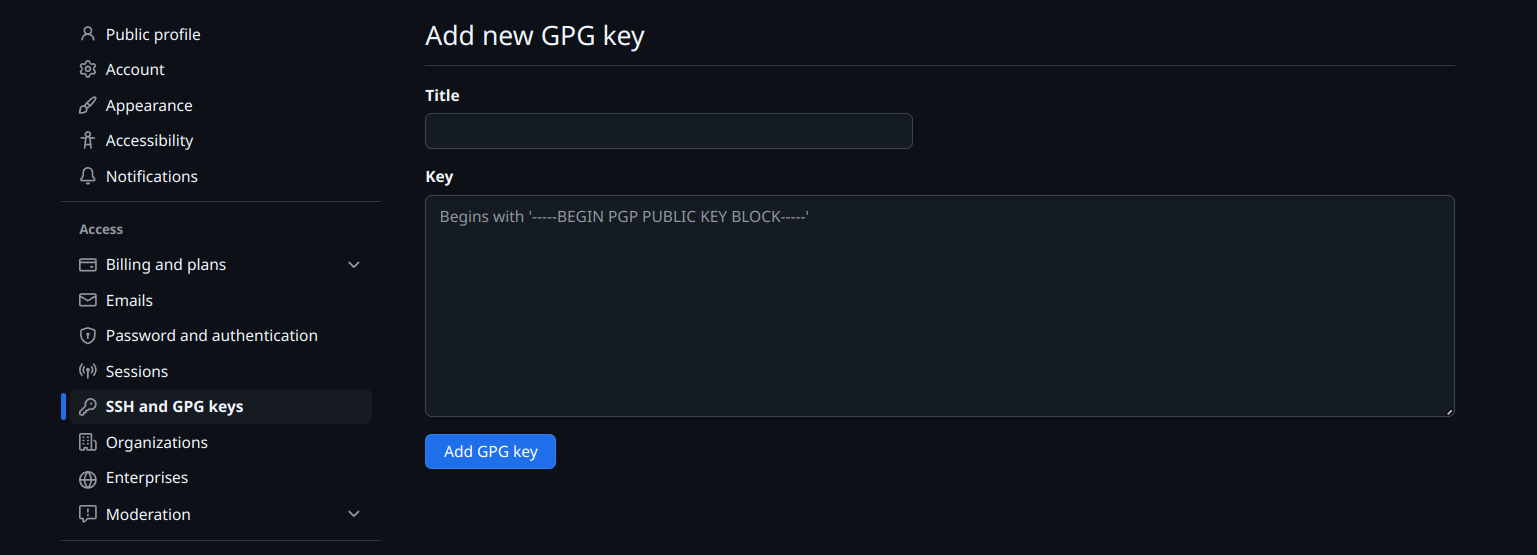 Public profile
Account
Appearance
Accessibility
Notifications
Access
Billing and plans
Emails
Password and authentication
Sessions
SSH and GPG keys
Organizations
Enterprises
Moderation
Add new GPG key
Title
Key
Begins with '-----BEGIN PGP PUBLIC KEY BLOCK-----'
Add GPG key